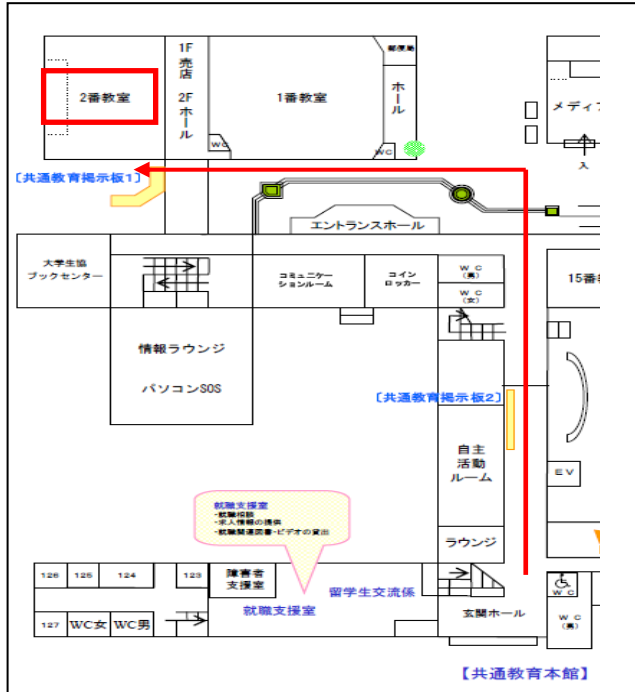 1F
売店
2F
ホール
2番教室
1番教室
郵便局
ホール
WC
WC
メディア
入
〔共通教育掲示板1〕
エントランスホール
大学生協
ブックセンター
コミュニケー
ションルーム
コイン
ロッカー
WC
(男)
WC
(女)
15番
情報ラウンジ
パソコンSOS
〔共通教育掲示板2〕
自主
活動
ルーム
EV
就職支援室
・就職相談
・求人情報の提供
・就職関連図書・ビデオの貸出
ラウンジ
126
125
124
123
障害者
支援室
留学生交流係
就職支援室
玄関ホール
WC
127
WC女
WC男
WC
(男)
【共通教育本館】